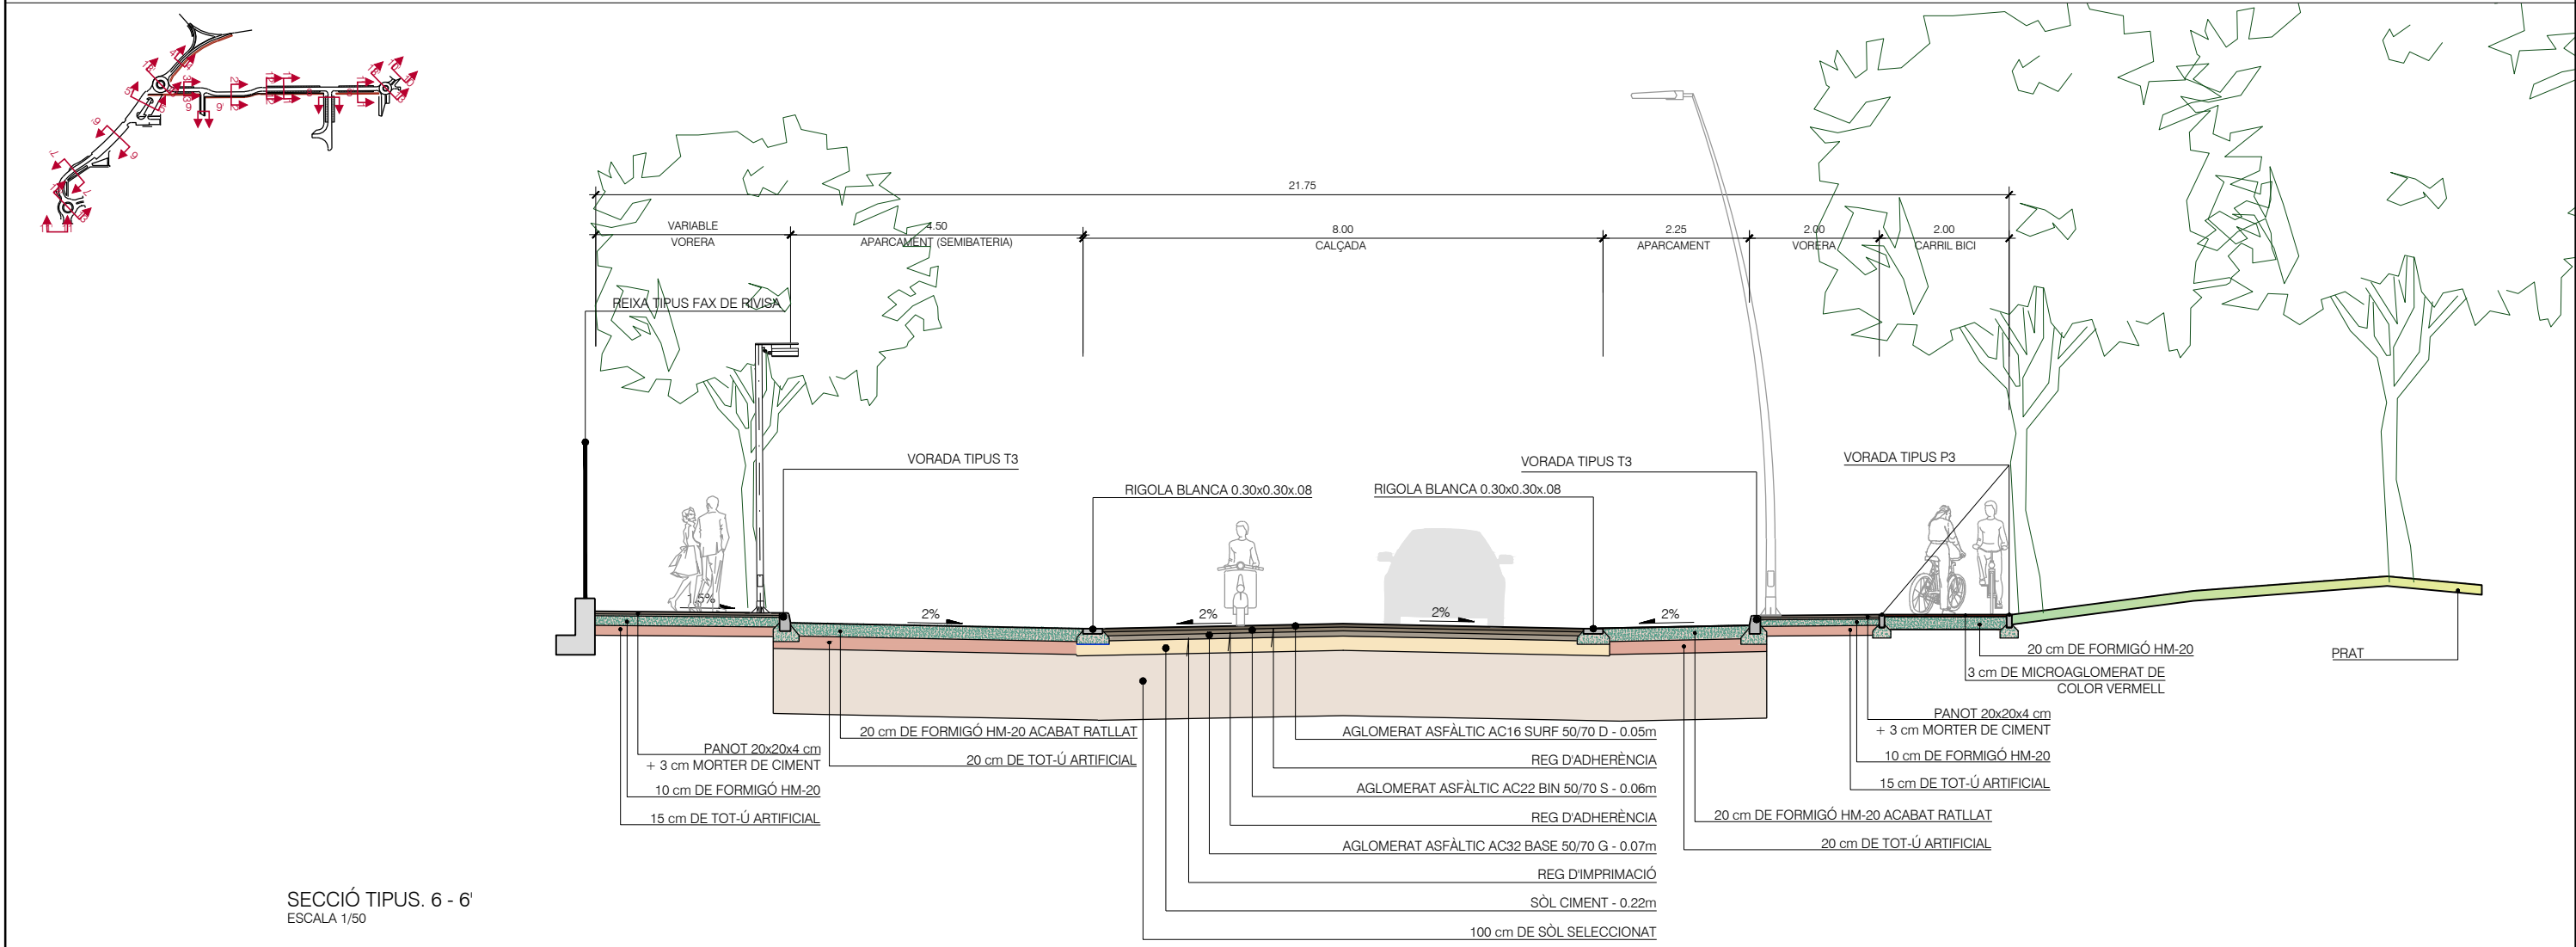 21.75
VARIABLE
VORERA
4.50
APARCAMENT (SEMIBATERIA)
8.00
CALÇADA
2.25
APARCAMENT
2.00
VORERA
2.00
CARRIL BICI
REIXA TIPUS FAX DE RIVISA
VORADA TIPUS T3
VORADA TIPUS T3
VORADA TIPUS P3
RIGOLA BLANCA 0.30x0.30x.08
RIGOLA BLANCA 0.30x0.30x.08
1.5%
2%
2%
2%
2%
PRAT
20 cm DE FORMIGÓ HM-20
3 cm DE MICROAGLOMERAT DE
COLOR VERMELL
PANOT 20x20x4 cm
+ 3 cm MORTER DE CIMENT
10 cm DE FORMIGÓ HM-20
15 cm DE TOT-Ú ARTIFICIAL
20 cm DE FORMIGÓ HM-20 ACABAT RATLLAT
20 cm DE TOT-Ú ARTIFICIAL
20 cm DE FORMIGÓ HM-20 ACABAT RATLLAT
20 cm DE TOT-Ú ARTIFICIAL
PANOT 20x20x4 cm
+ 3 cm MORTER DE CIMENT
10 cm DE FORMIGÓ HM-20
15 cm DE TOT-Ú ARTIFICIAL
AGLOMERAT ASFÀLTIC AC16 SURF 50/70 D - 0.05m
REG D'ADHERÈNCIA
AGLOMERAT ASFÀLTIC AC22 BIN 50/70 S - 0.06m
REG D'ADHERÈNCIA
AGLOMERAT ASFÀLTIC AC32 BASE 50/70 G - 0.07m
REG D'IMPRIMACIÓ
SÒL CIMENT - 0.22m
100 cm DE SÒL SELECCIONAT
SECCIÓ TIPUS. 6 - 6'
ESCALA 1/50